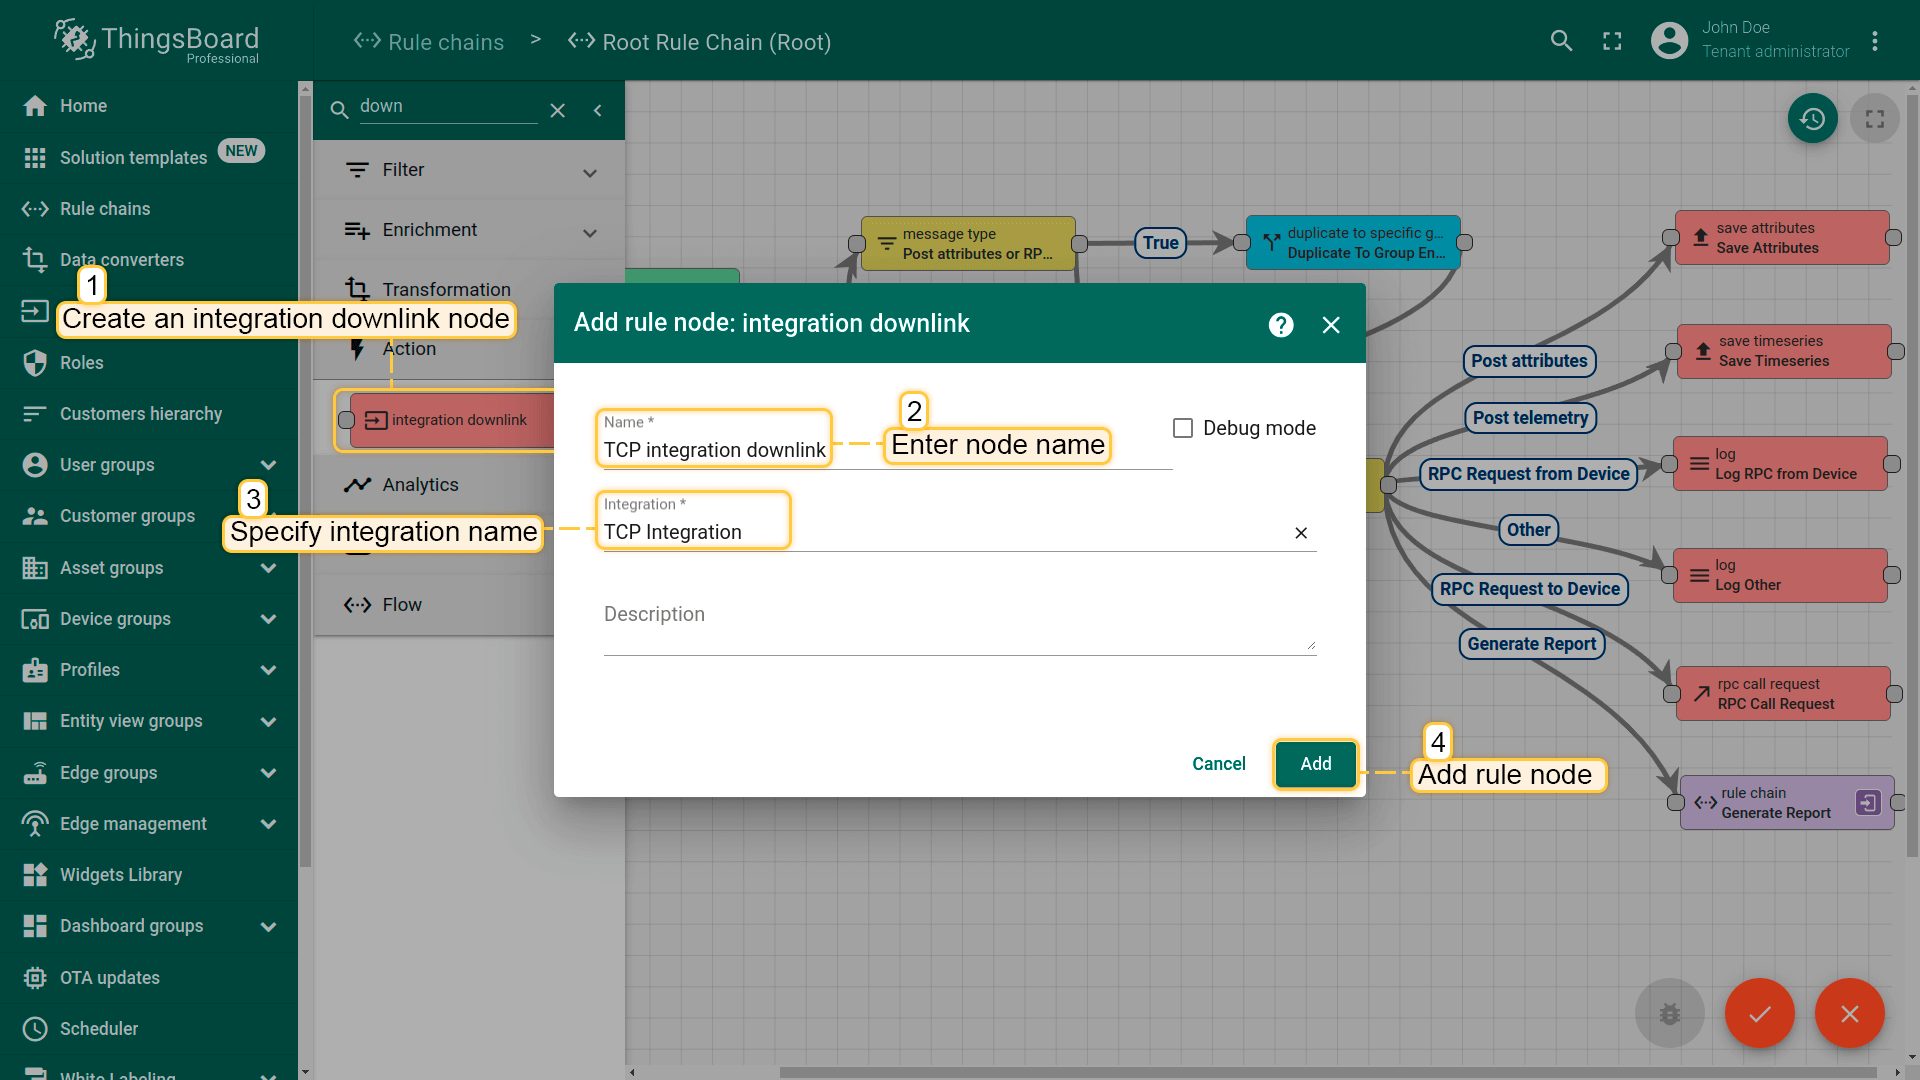 ThingsBoard
Professional
Rule chains
>
Root Rule Chain (Root)
John Doe
Tenant administrator
Home
Solution templates
NEW
Rule chains
Data converters
Roles
Customers hierarchy
User groups
Customer groups
Asset groups
Device groups
Profiles
Entity view groups
Edge groups
Edge management
Widgets Library
Dashboard groups
OTA updates
Scheduler
White Labeling
down
Filter
Enrichment
Transformation
Action
integration downlink
Analytics
Flow
1
Create an integration downlink node
Add rule node: integration downlink
Name *
TCP integration downlink
2
Enter node name
Debug mode
3
Specify integration name
Integration *
TCP Integration
Description
Cancel
Add
4
Add rule node
message type
Post attributes or RP...
True
duplicate to specific g...
Duplicate To Group En...
save attributes
Save Attributes
Post attributes
save timeseries
Save Timeseries
Post telemetry
log
Log RPC from Device
RPC Request from Device
Other
log
Log Other
RPC Request to Device
Generate Report
rpc call request
RPC Call Request
rule chain
Generate Report